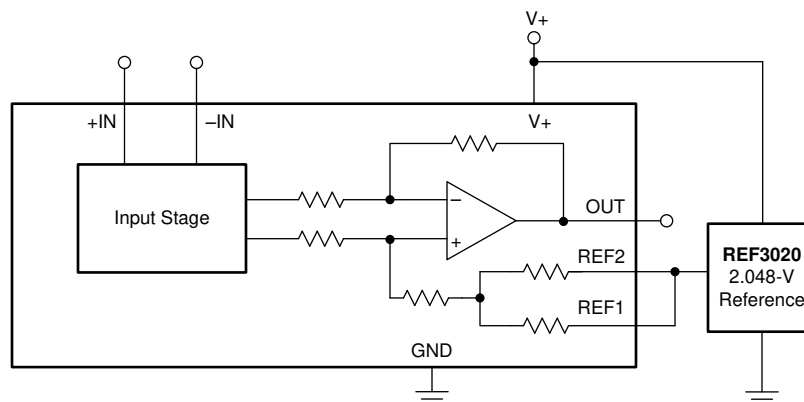 V+
+IN
–IN
V+
Input Stage
–
+
OUT
REF2
REF1
GND
REF3020
2.048-V
Reference